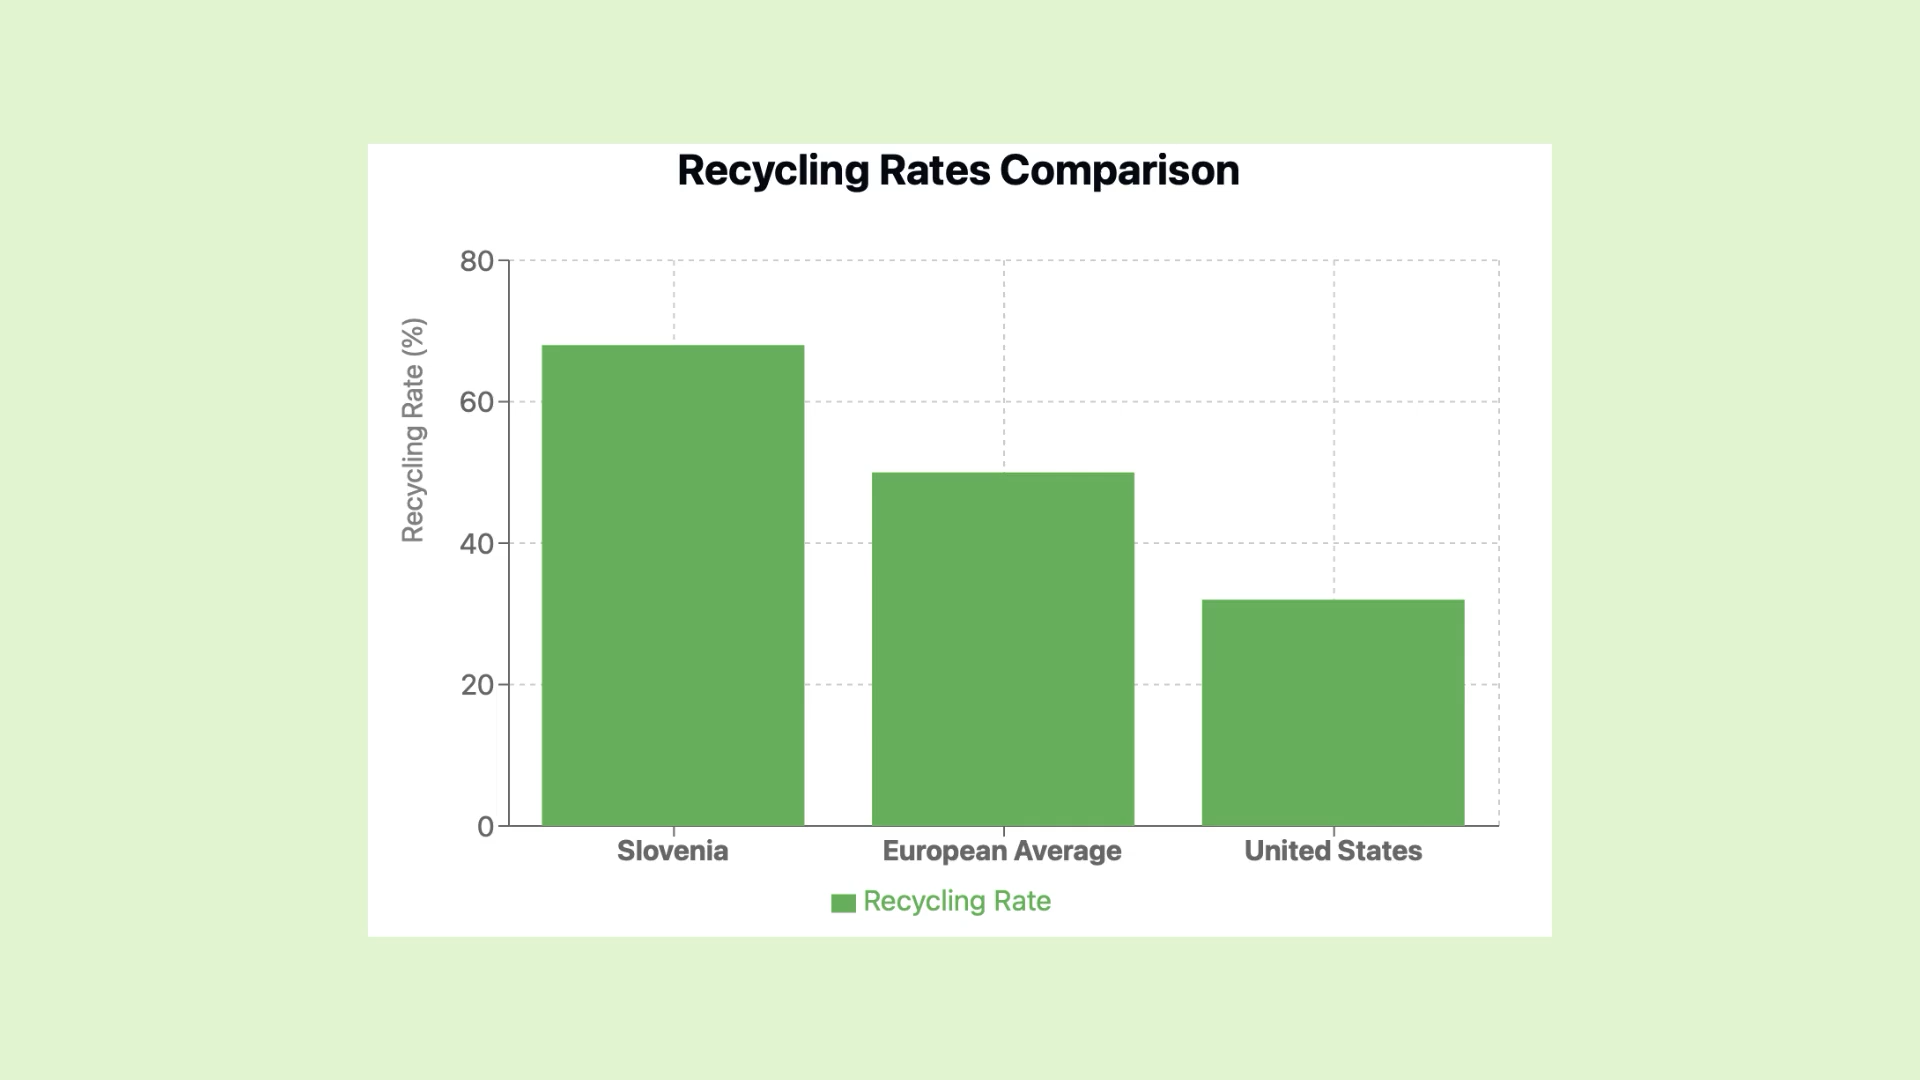 Recycling Rates Comparison
80
60
40
20
0
Recycling Rate (%)
Slovenia
European Average
United States
Recycling Rate